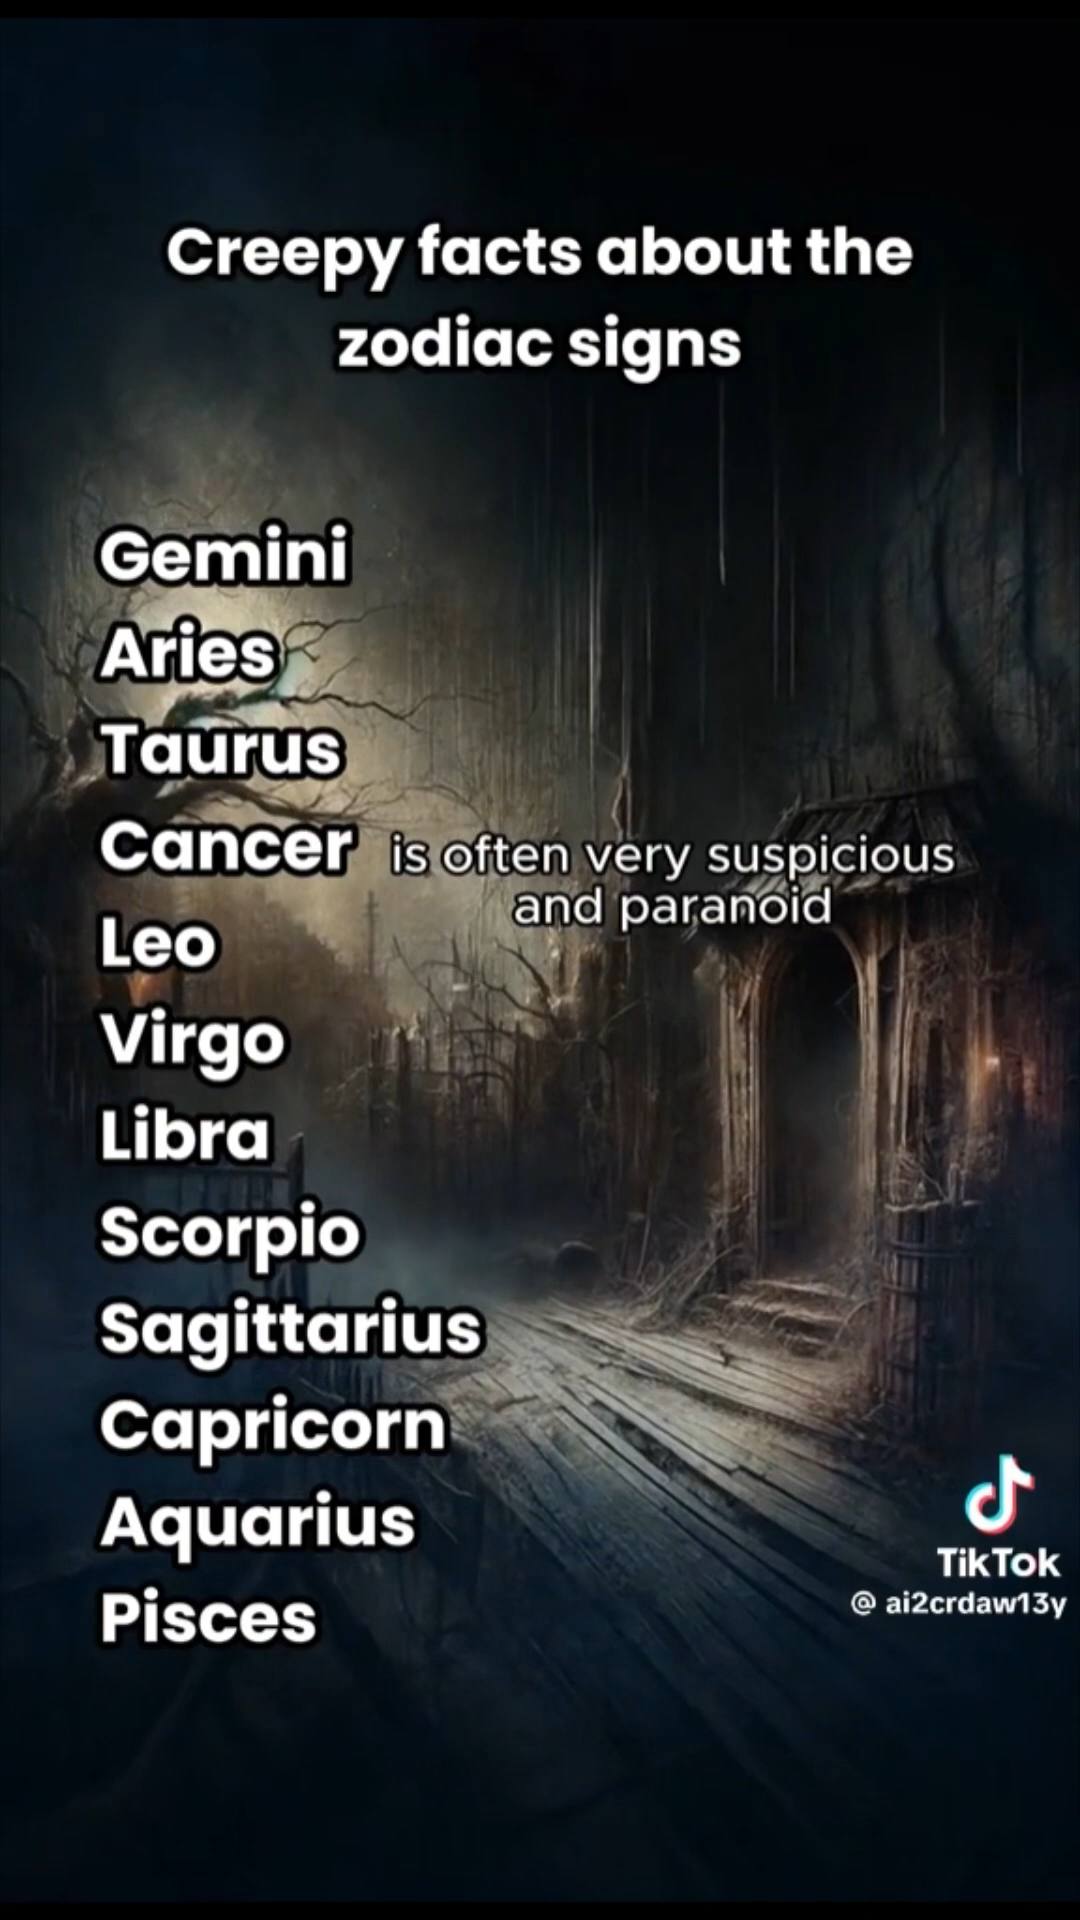 Creepy facts about the
zodiac signs
Gemini
Aries
Taurus
Cancer is often very suspicious
and paranoid
Leo
Virgo
Libra
Scorpio
Sagittarius
Capricorn
Aquarius
Pisces
TikTok
@ ai2crdaw13y